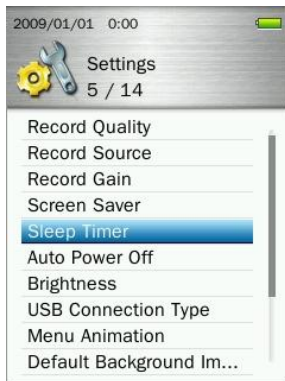 2009/01/01 0:00
Settings
5 / 14
Record Quality
Record Source
Record Gain
Screen Saver
Sleep Timer
Auto Power Off
Brightness
USB Connection Type
Menu Animation
Default Background Im...